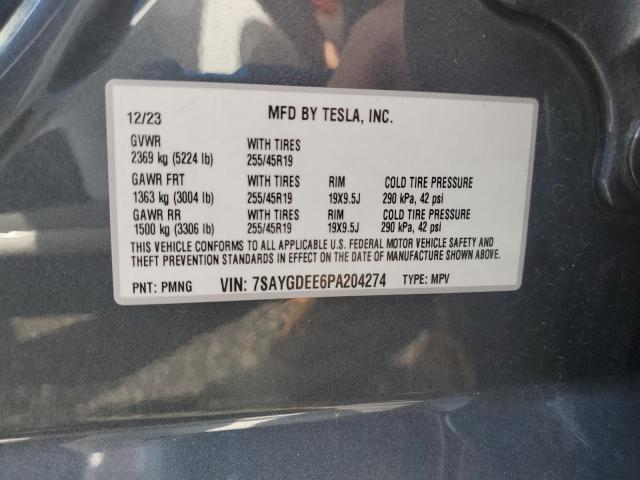 12/23 MFD BY TESLA, INC.
GVWR WITH TIRES
2369 kg (5224 lb) 255/45R19
GAWR FRT WITH TIRES RIM COLD TIRE PRESSURE
1363 kg (3004 lb) 255/45R19 19X9.5J 290 kPa, 42 psi
GAWR RR WITH TIRES RIM COLD TIRE PRESSURE
1500 kg (3306 lb) 255/45R19 19X9.5J 290 kPa, 42 psi
THIS VEHICLE CONFORMS TO ALL APPLICABLE U.S. FEDERAL MOTOR VEHICLE SAFETY AND
THEFT PREVENTION STANDARDS IN EFFECT ON THE DATE OF MANUFACTURE SHOWN ABOVE.
PNT: PMNG VIN: 7SAYGDEE6PA204274 TYPE: MPV